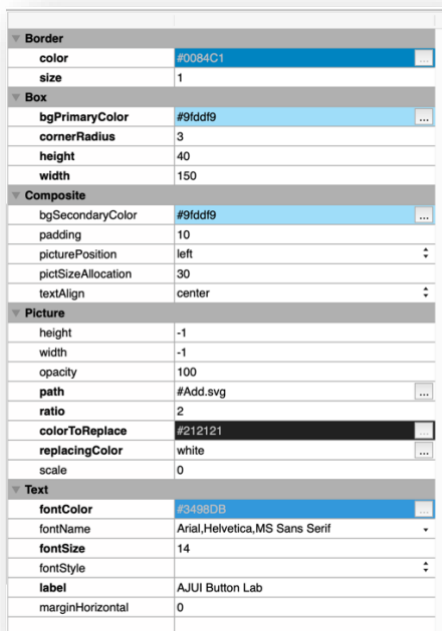 Border
color #0084C1 ...
size 1
Box
bgPrimaryColor #9fddf9 ...
cornerRadius 3
height 40
width 150
Composite
bgSecondaryColor #9fddf9 ...
padding 10
picturePosition left
pictSizeAllocation 30
textAlign center
Picture
height -1
width -1
opacity 100
path #Add.svg ...
ratio 2
colorToReplace #212121 ...
replacingColor white ...
scale 0
Text
fontColor #3498DB ...
fontName Arial,Helvetica,MS Sans Serif
fontSize 14
fontStyle
label AJUI Button Lab
marginHorizontal 0